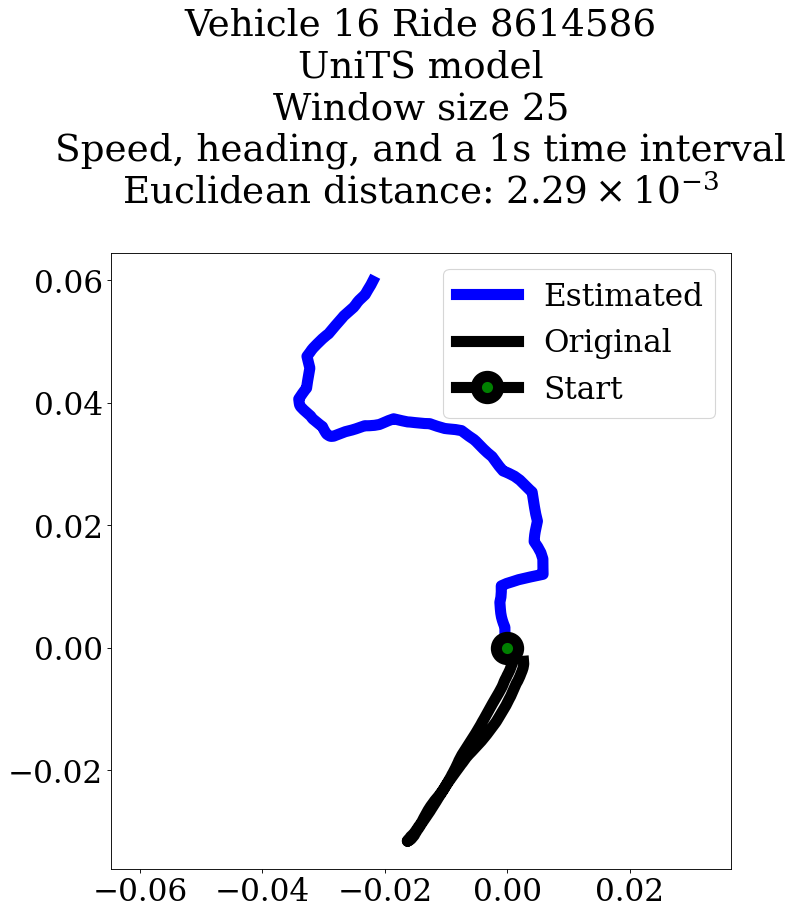 Vehicle 16 Ride 8614586
UniTS model
Window size 25
Speed, heading, and a 1s time interval
Euclidean distance: 2.29 × 10⁻³
Estimated
Original
Start
0.06
0.04
0.02
0.00
−0.02
−0.06 −0.04 −0.02 0.00 0.02